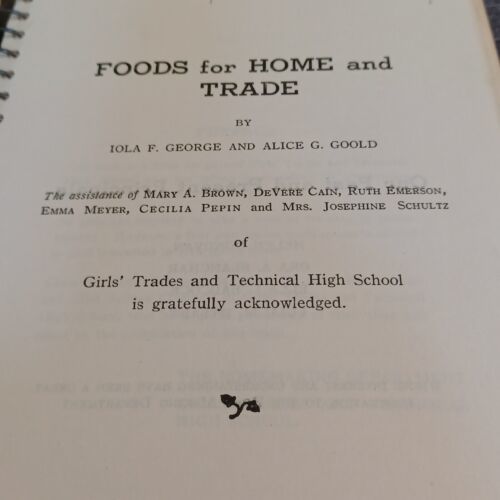 FOODS for HOME and
TRADE
BY
IOLA F. GEORGE AND ALICE G. GOOLD
The assistance of MARY A. BROWN, DEVERE CAIN, RUTH EMERSON,
EMMA MEYER, CECILIA PEPIN and MRS. JOSEPHINE SCHULTZ
of
Girls' Trades and Technical High School
is gratefully acknowledged.